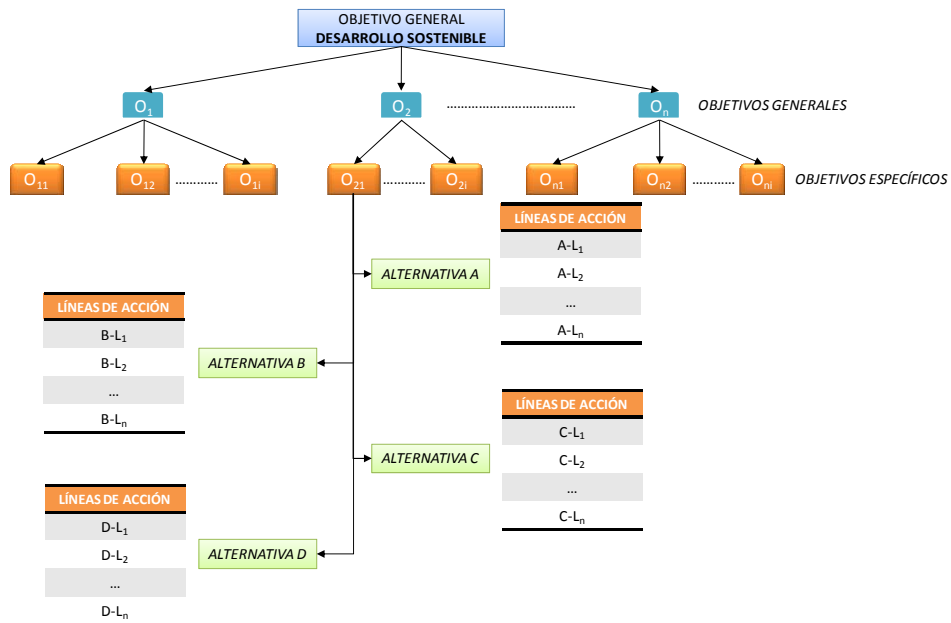 OBJETIVO GENERAL
DESARROLLO SOSTENIBLE
O₁ O₂ .................................... Oₙ OBJETIVOS GENERALES
O₁₁ O₁₂ ............ O₁ᵢ O₂₁ ............ O₂ᵢ Oₙ₁ Oₙ₂ ............ Oₙᵢ OBJETIVOS ESPECÍFICOS
LÍNEAS DE ACCIÓN
A-L₁
A-L₂
...
A-Lₙ
ALTERNATIVA A
LÍNEAS DE ACCIÓN
B-L₁
B-L₂
...
B-Lₙ
ALTERNATIVA B
LÍNEAS DE ACCIÓN
C-L₁
C-L₂
...
C-Lₙ
ALTERNATIVA C
LÍNEAS DE ACCIÓN
D-L₁
D-L₂
...
D-Lₙ
ALTERNATIVA D